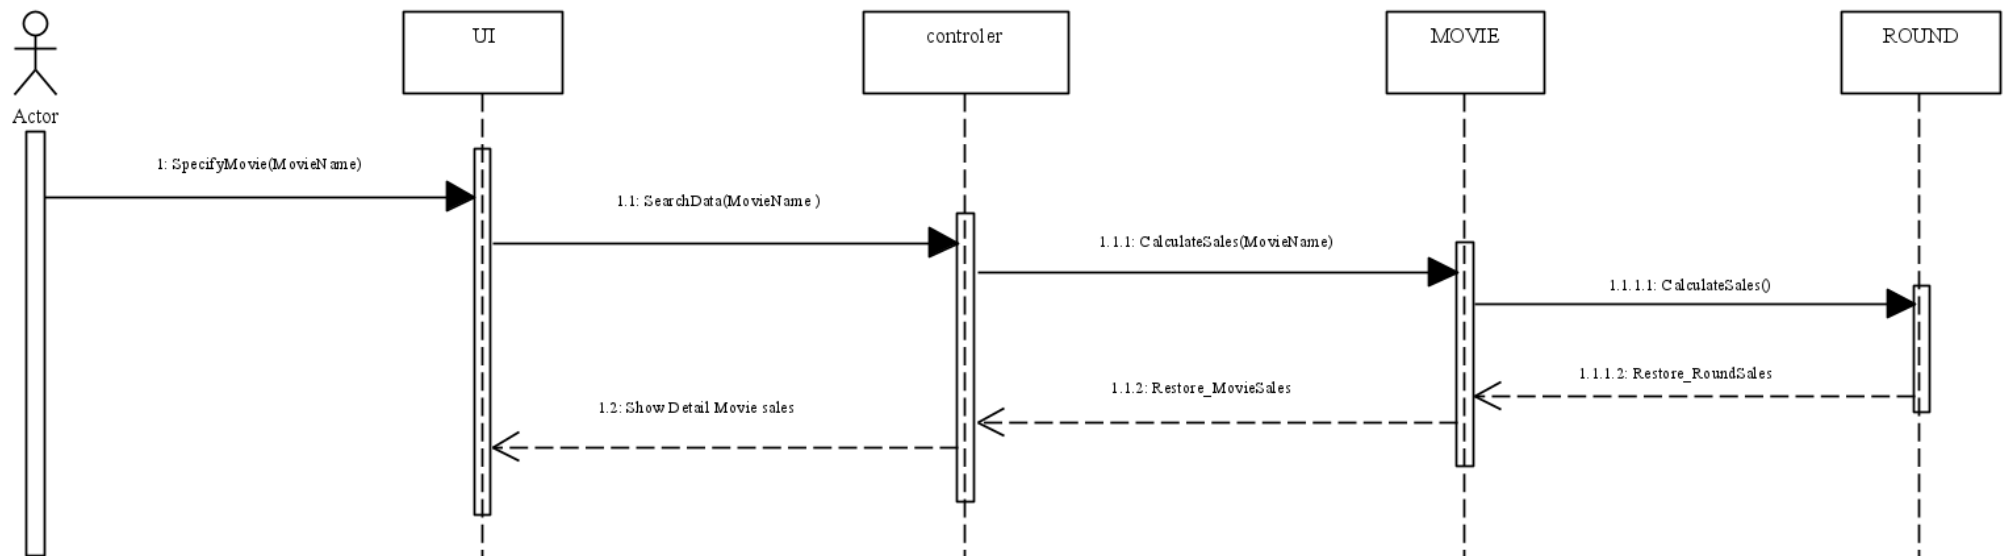 UI
controler
MOVIE
ROUND
Actor
1: SpecifyMovie(MovieName)
1.1: SearchData(MovieName )
1.1.1: CalculateSales(MovieName)
1.1.1.1: CalculateSales()
1.1.1.2: Restore_RoundSales
1.1.2: Restore_MovieSales
1.2: Show Detail Movie sales